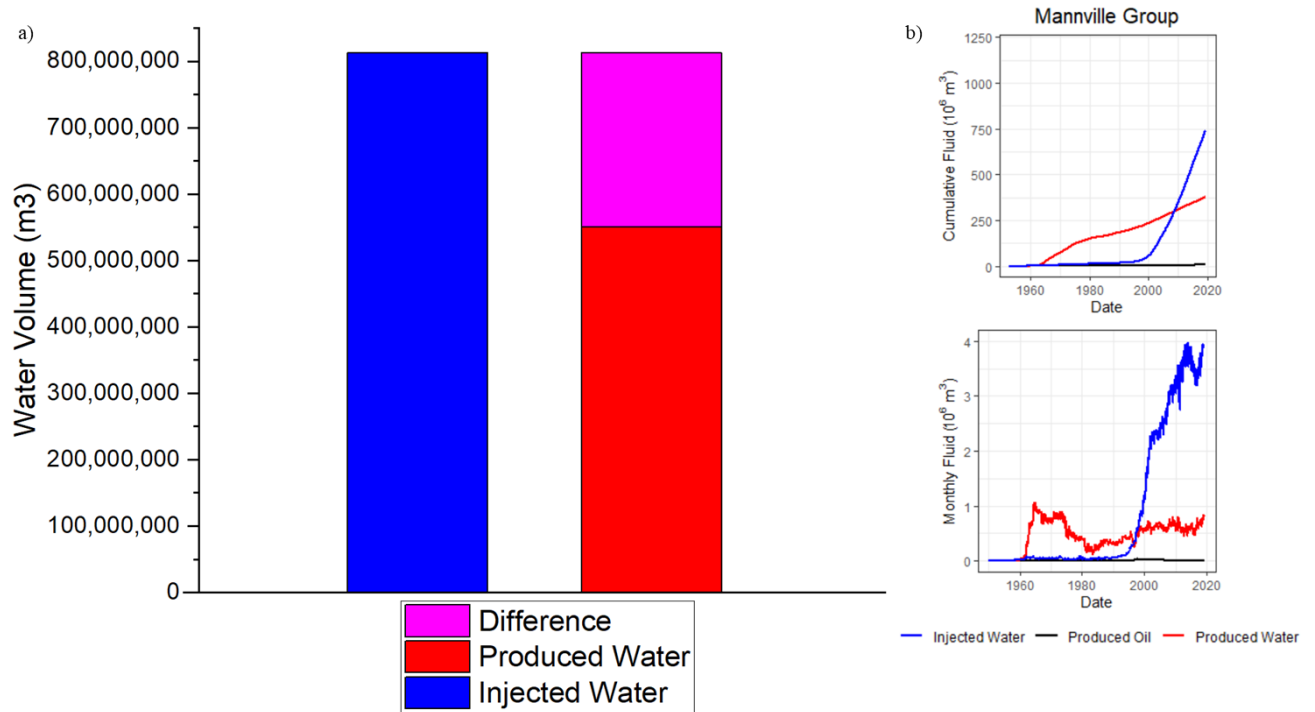 a)
Water Volume (m3)
800,000,000
700,000,000
600,000,000
500,000,000
400,000,000
300,000,000
200,000,000
100,000,000
0
Difference
Produced Water
Injected Water
b)
Mannville Group
Cumulative Fluid (10⁶ m³)
1250
1000
750
500
250
0
1960 1980 2000 2020
Date
Monthly Fluid (10⁶ m³)
4
3
2
1
0
1960 1980 2000 2020
Date
Injected Water Produced Oil Produced Water